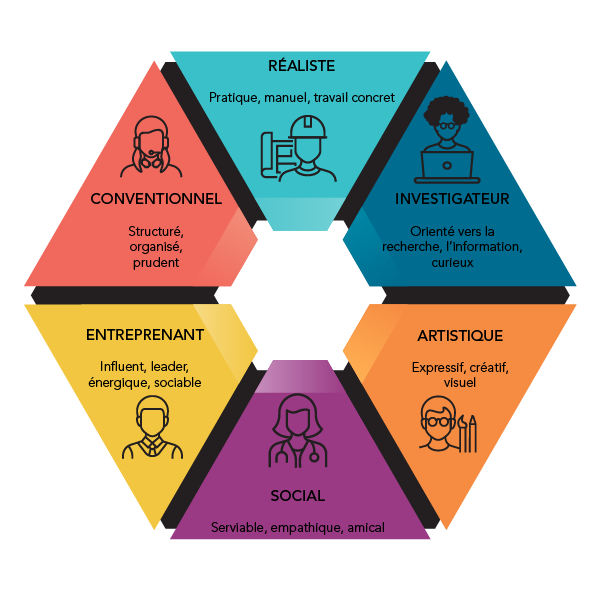 RÉALISTE
Pratique, manuel, travail concret
CONVENTIONNEL
Structuré,
organisé,
prudent
INVESTIGATEUR
Orienté vers la
recherche, l'information,
curieux
ENTREPRENANT
Influent, leader,
énergique, sociable
ARTISTIQUE
Expressif, créatif,
visuel
SOCIAL
Serviable, empathique, amical